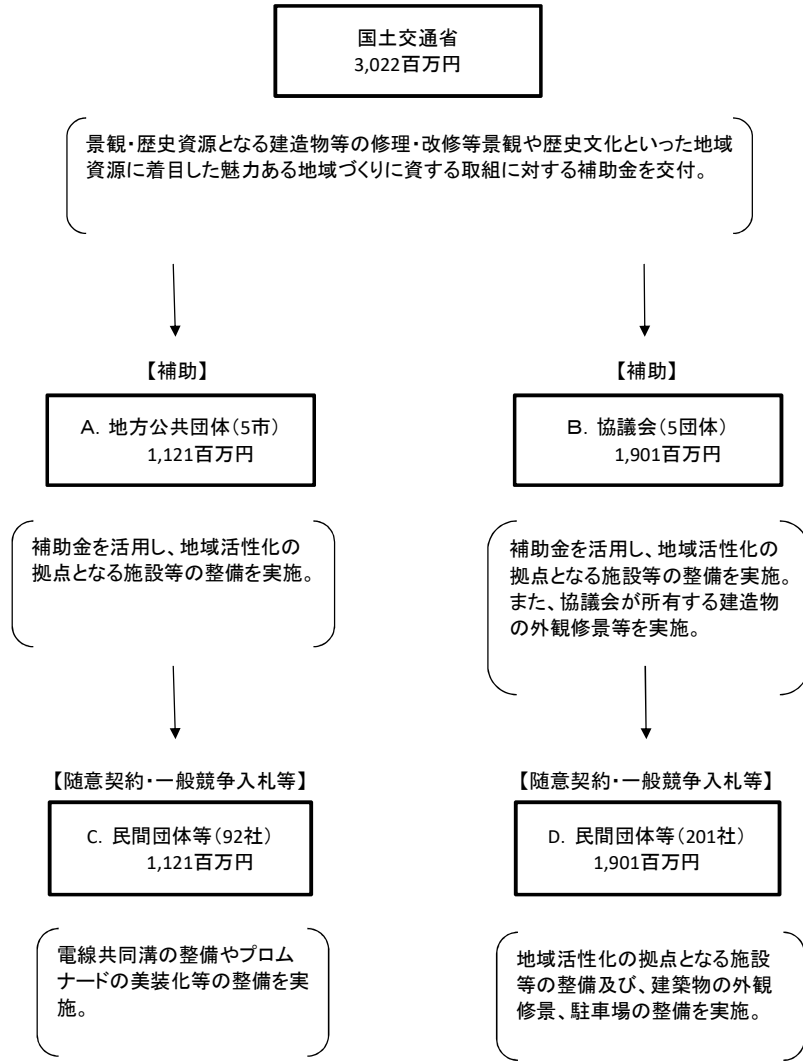 国土交通省
3,022百万円
景観・歴史資源となる建造物等の修理・改修等景観や歴史文化といった地域
資源に着目した魅力ある地域づくりに資する取組に対する補助金を交付。
【補助】
A. 地方公共団体(5市)
1,121百万円
補助金を活用し、地域活性化の
拠点となる施設等の整備を実施。
【随意契約・一般競争入札等】
C. 民間団体等(92社)
1,121百万円
電線共同溝の整備やプロム
ナードの美装化等の整備を実
施。
【補助】
B. 協議会(5団体)
1,901百万円
補助金を活用し、地域活性化の
拠点となる施設等の整備を実施。
また、協議会が所有する建造物
の外観修景等を実施。
【随意契約・一般競争入札等】
D. 民間団体等(201社)
1,901百万円
地域活性化の拠点となる施設
等の整備及び、建築物の外観
修景、駐車場の整備を実施。